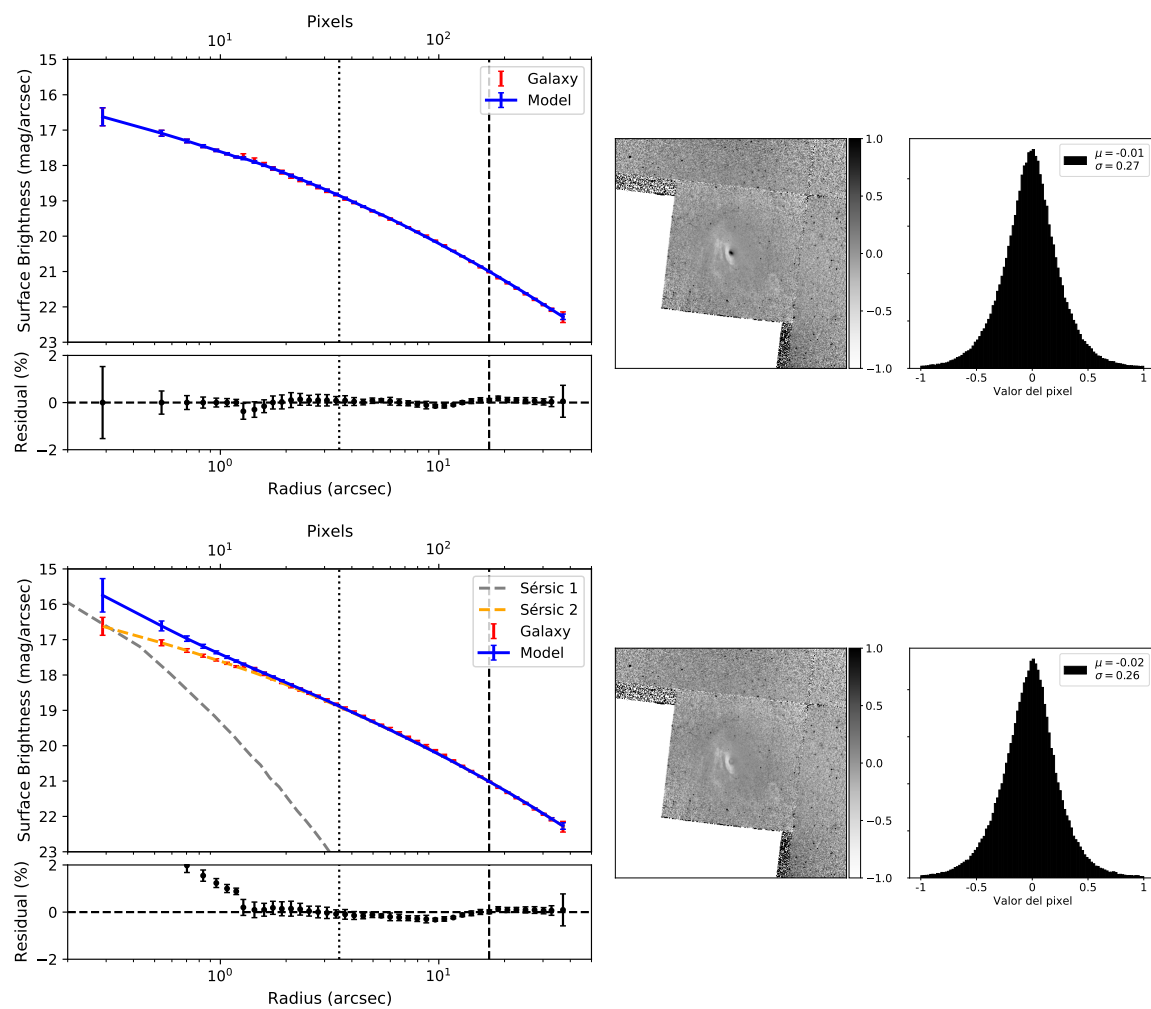 Pixels
10¹ 10²
15
16
17
18
19
20
21
22
23
Surface Brightness (mag/arcsec)
Galaxy
Model
2
0
−2
Residual (%)
10⁰ 10¹
Radius (arcsec)
1.0
0.5
0.0
−0.5
−1.0
μ = -0.01
σ = 0.27
-1 -0.5 0 0.5 1
Valor del pixel
Pixels
10¹ 10²
15
16
17
18
19
20
21
22
23
Surface Brightness (mag/arcsec)
Sérsic 1
Sérsic 2
Galaxy
Model
2
0
−2
Residual (%)
10⁰ 10¹
Radius (arcsec)
1.0
0.5
0.0
−0.5
−1.0
μ = -0.02
σ = 0.26
-1 -0.5 0 0.5 1
Valor del pixel